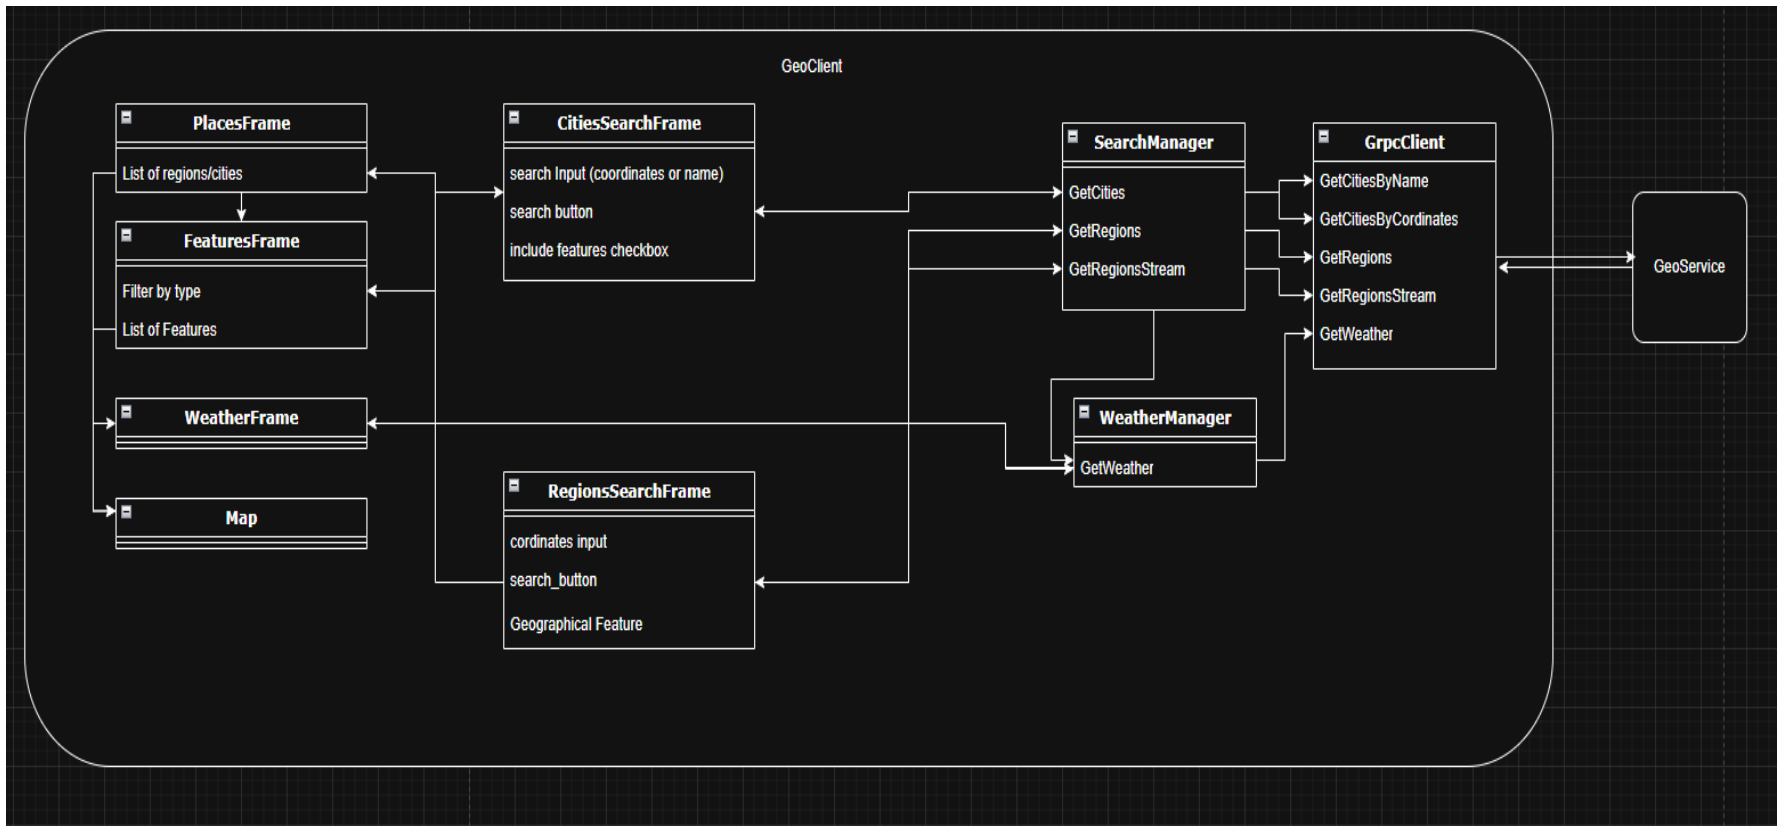 GeoClient
PlacesFrame
List of regions/cities
FeaturesFrame
Filter by type
List of Features
WeatherFrame
Map
CitiesSearchFrame
search Input (coordinates or name)
search button
include features checkbox
RegionsSearchFrame
cordinates input
search_button
Geographical Feature
SearchManager
GetCities
GetRegions
GetRegionsStream
WeatherManager
GetWeather
GrpcClient
GetCitiesByName
GetCitiesByCordinates
GetRegions
GetRegionsStream
GetWeather
GeoService